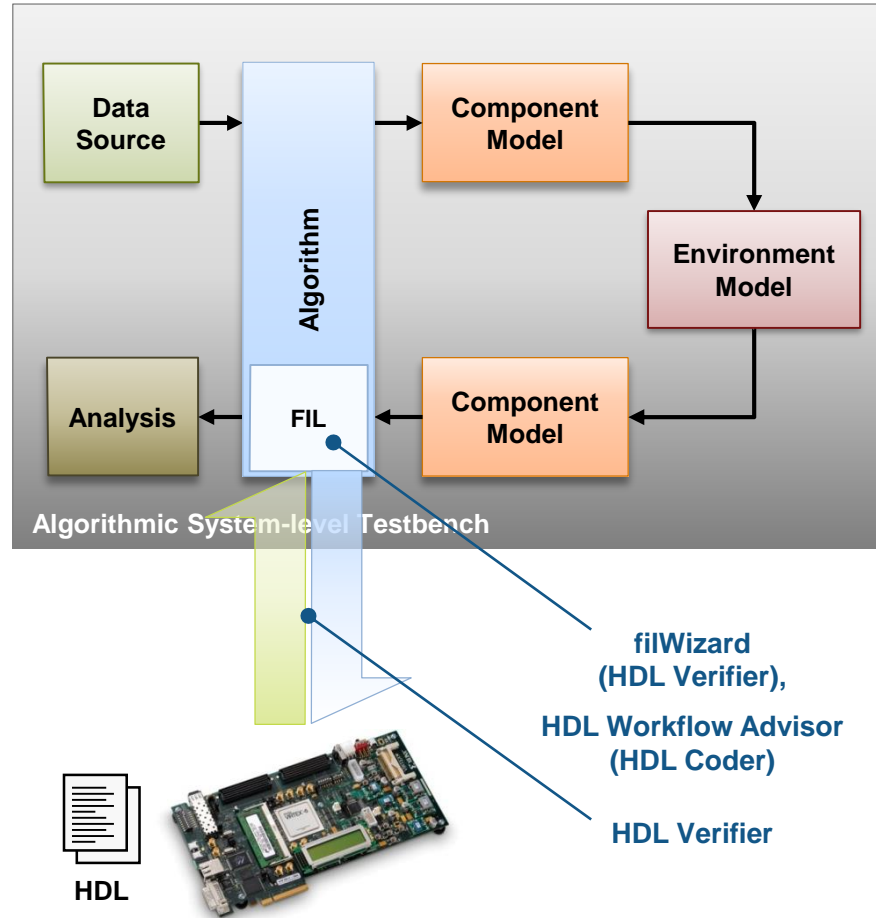 Data
Source
Algorithm
Component
Model
Environment
Model
Analysis
FIL
Component
Model
Algorithmic System-level Testbench
filWizard
(HDL Verifier),
HDL Workflow Advisor
(HDL Coder)
HDL Verifier
HDL